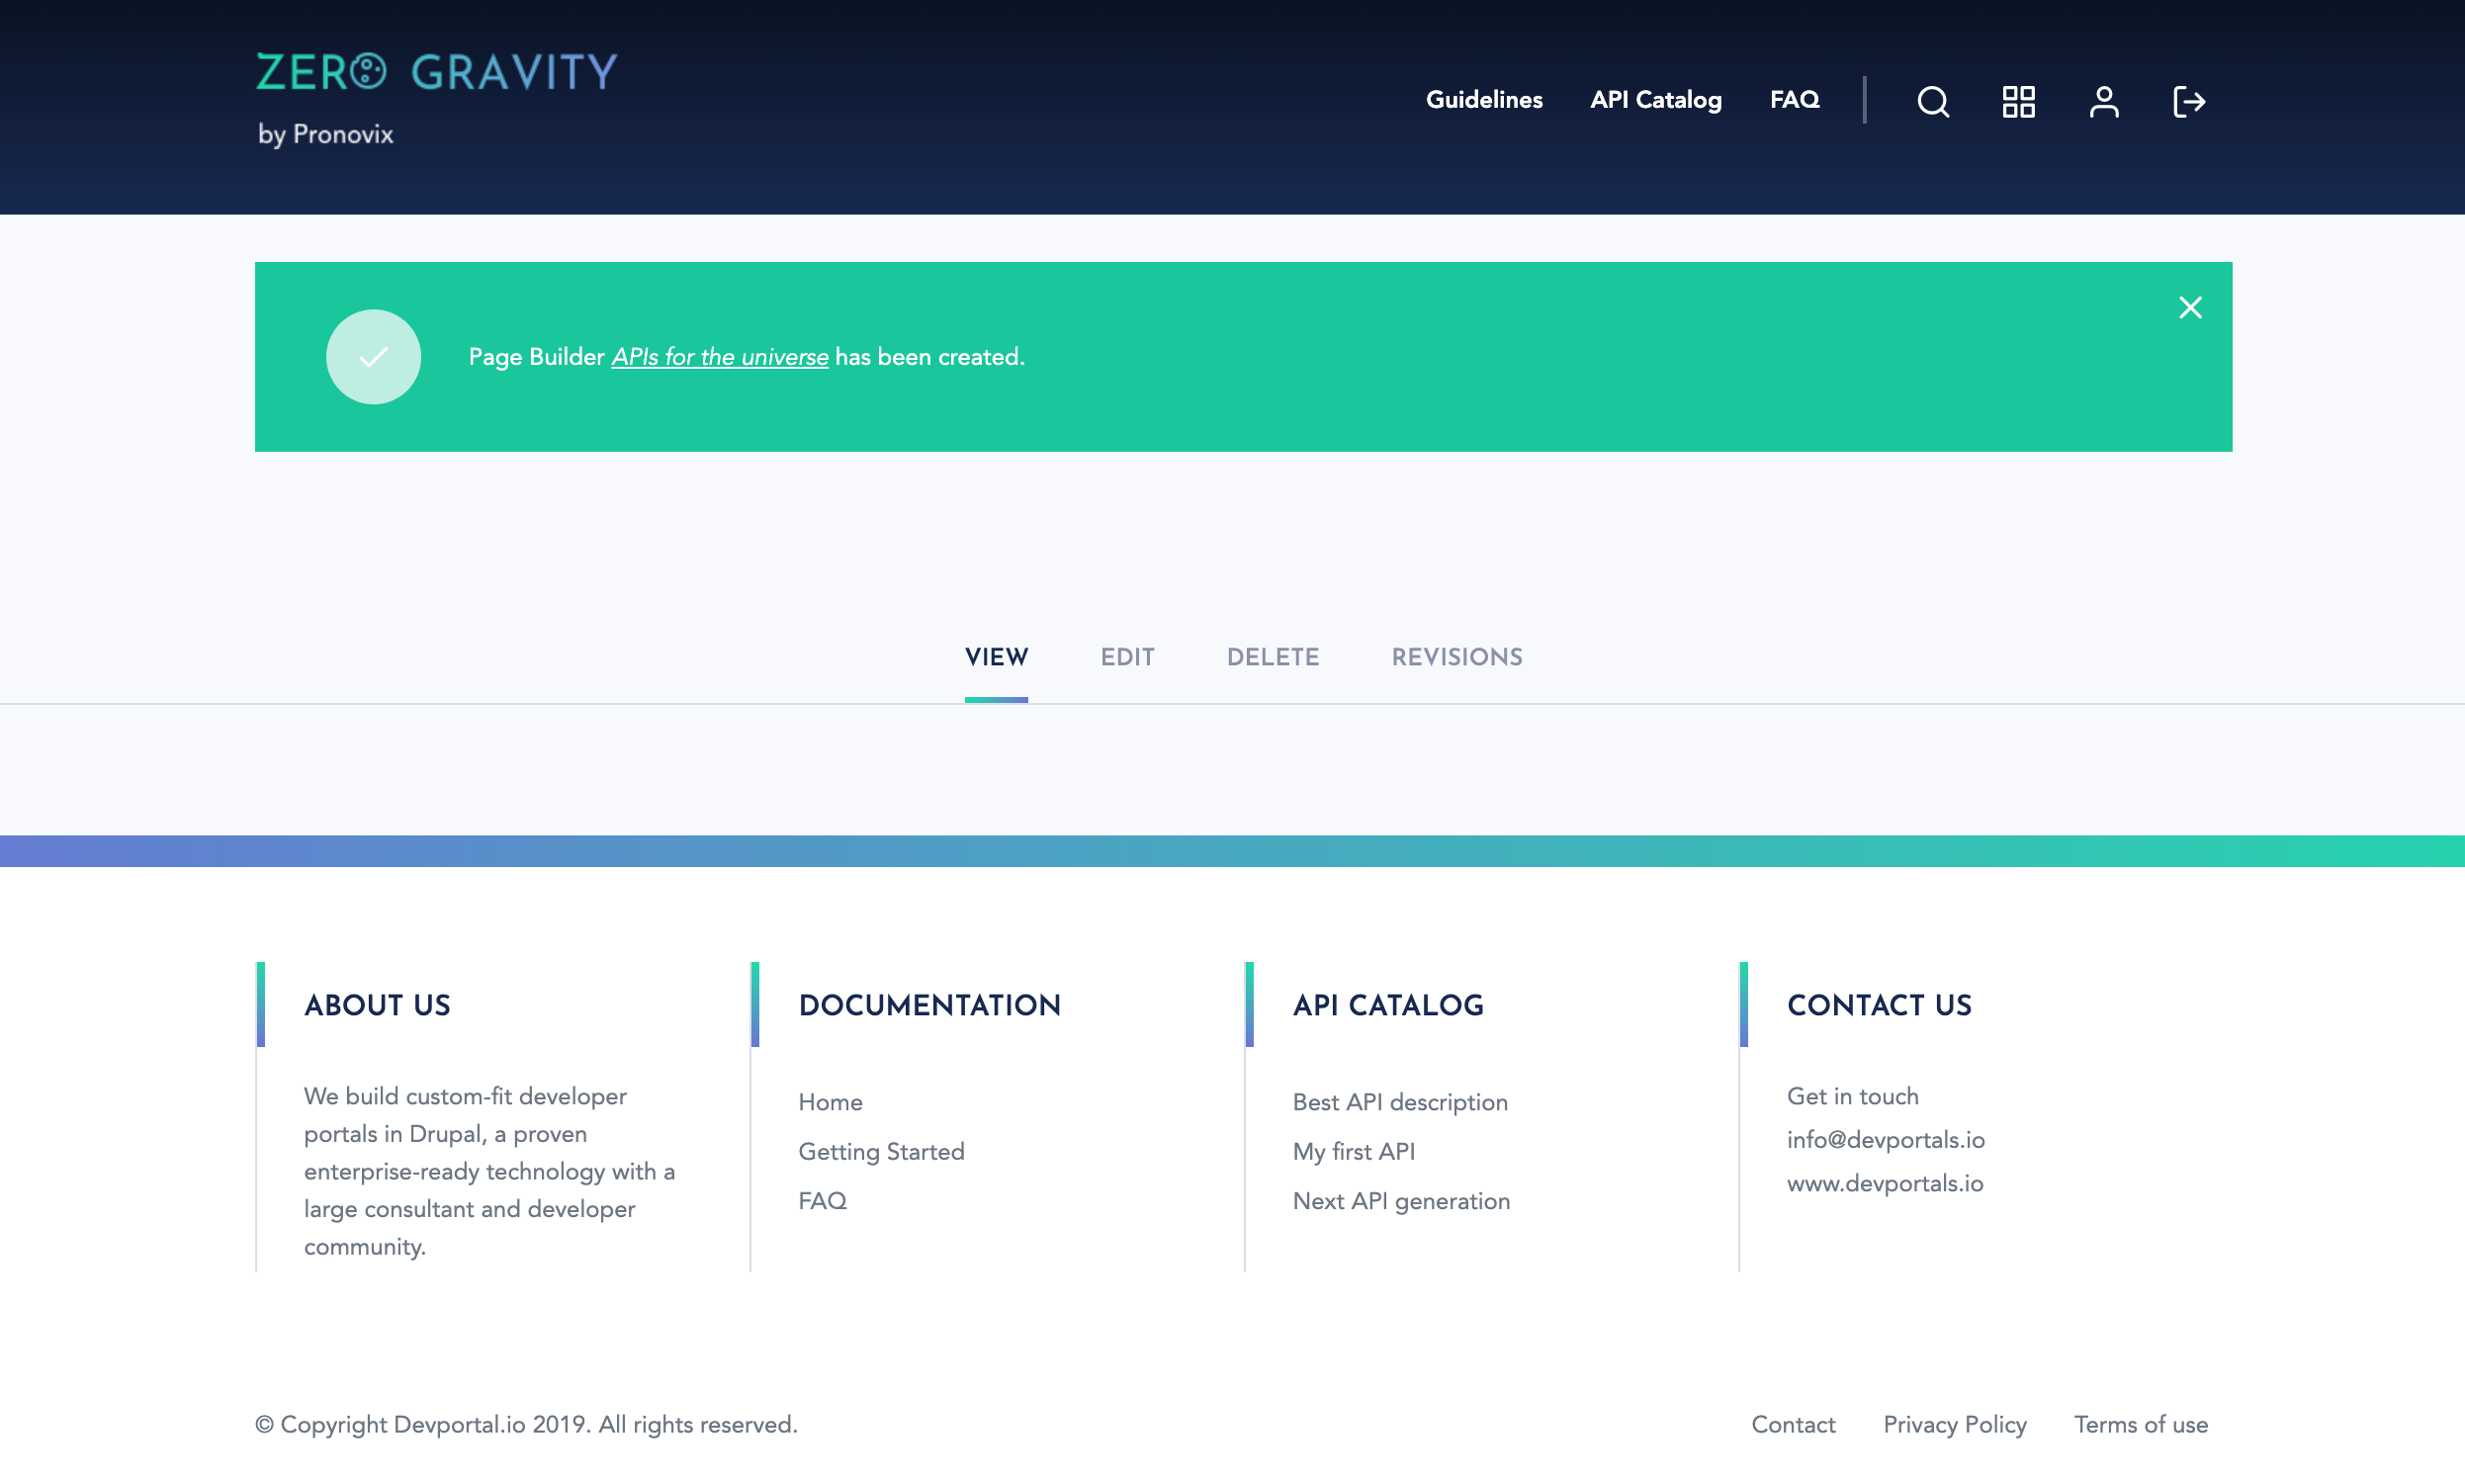 ZERO GRAVITY
by Pronovix
Guidelines API Catalog FAQ
Page Builder APIs for the universe has been created.
VIEW EDIT DELETE REVISIONS
ABOUT US
We build custom-fit developer
portals in Drupal, a proven
enterprise-ready technology with a
large consultant and developer
community.
DOCUMENTATION
Home
Getting Started
FAQ
API CATALOG
Best API description
My first API
Next API generation
CONTACT US
Get in touch
info@devportals.io
www.devportals.io
© Copyright Devportal.io 2019. All rights reserved.
Contact Privacy Policy Terms of use